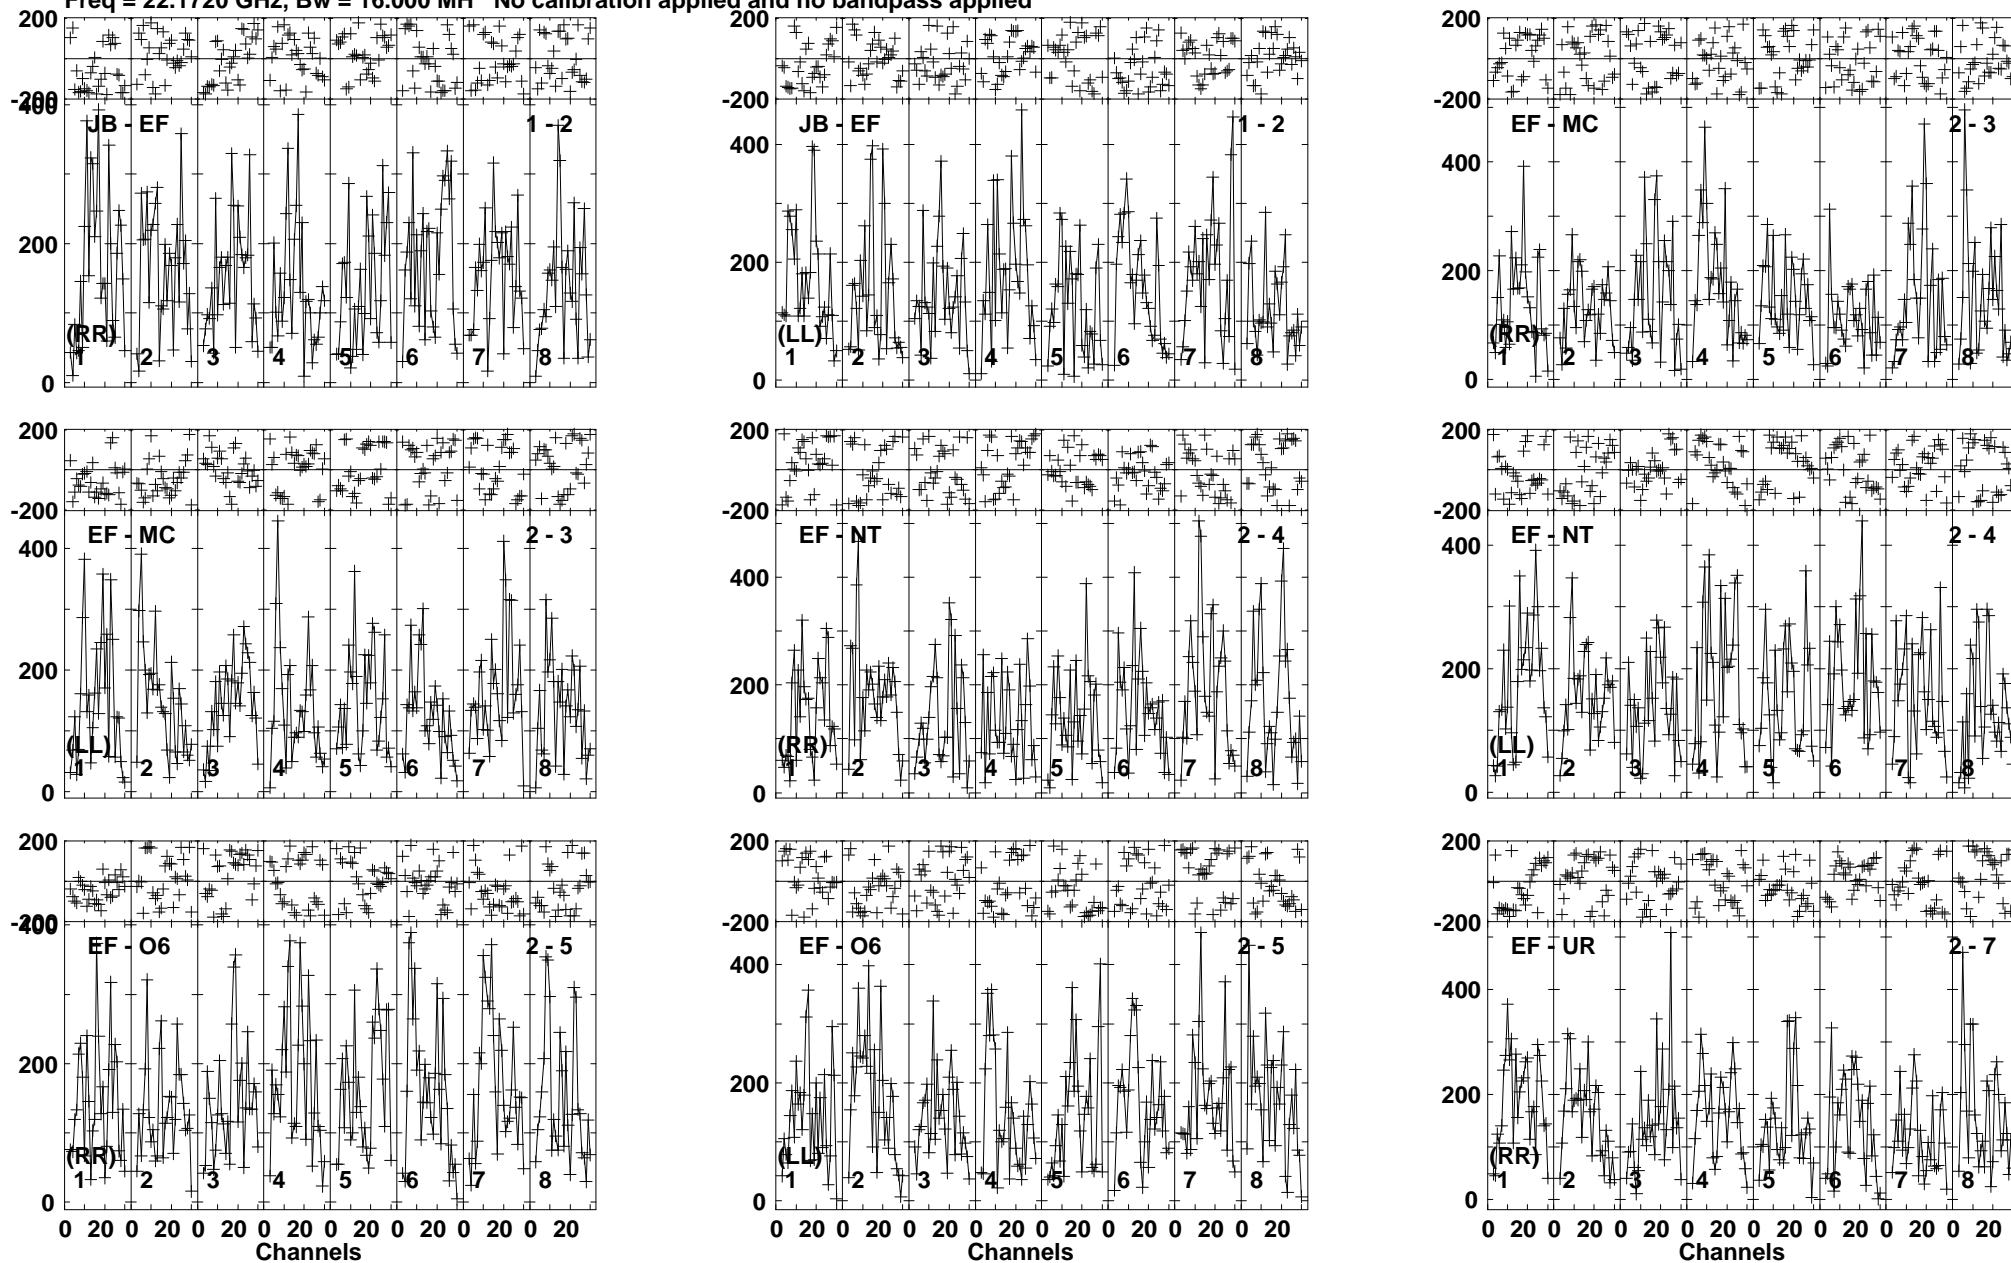 Freq = 22.1720 GHz, Bw = 16.000 MH No calibration applied and no bandpass applied
200 200 200
-200 -200 -200
400
JB - EF 1 - 2 JB - EF 1 - 2 EF - MC 2 - 3
400 400
200 200 200
(RR) (LL) (RR)
1 2 3 4 5 6 7 8 1 2 3 4 5 6 7 8 1 2 3 4 5 6 7 8
0 0 0
200 200 200
-200 -200 -200
EF - MC 2 - 3 EF - NT 2 - 4 EF - NT 2 - 4
400 400 400
200 200 200
(LL) (RR) (LL)
1 2 3 4 5 6 7 8 1 2 3 4 5 6 7 8 1 2 3 4 5 6 7 8
0 0 0
200 200 200
-200 -200 -200
400
EF - O6 2 - 5 EF - O6 2 - 5 EF - UR 2 - 7
400 400
200 200 200
(RR) (LL) (RR)
1 2 3 4 5 6 7 8 1 2 3 4 5 6 7 8 1 2 3 4 5 6 7 8
0 0 0
0 20 0 20 0 20 0 20 0 20 0 20 0 20 0 20 0 20 0 20 0 20 0 20 0 20 0 20 0 20 0 20 0 20 0 20 0 20 0 20 0 20 0 20 0 20 0 20
Channels Channels Channels